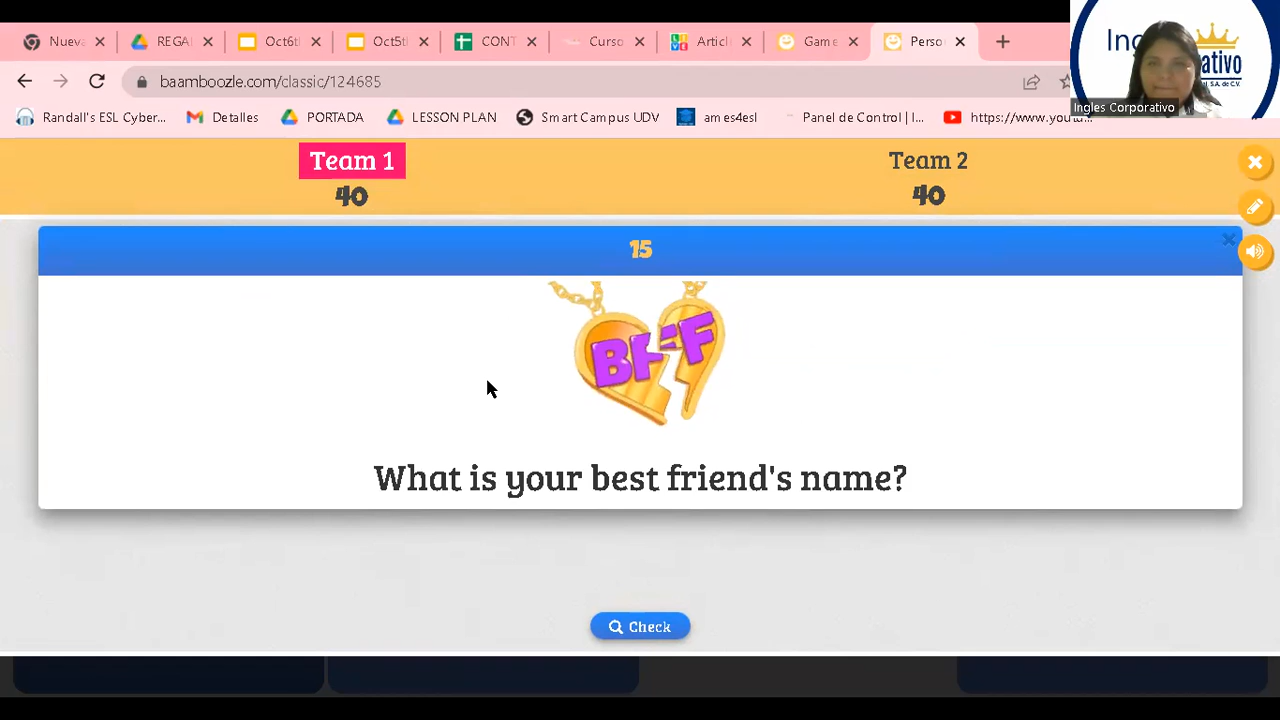 Nueva
REGA
Oct6th
Oct5th
CONT
Curso
Articl
Game
Perso
baamboozle.com/classic/124685
Randall's ESL Cyber...
Detalles
PORTADA
LESSON PLAN
Smart Campus UDV
am es4esl
Panel de Control | I...
https://www.youtu...
Ingles Corporativo
Team 1
40
Team 2
40
15
BFF
What is your best friend's name?
Check